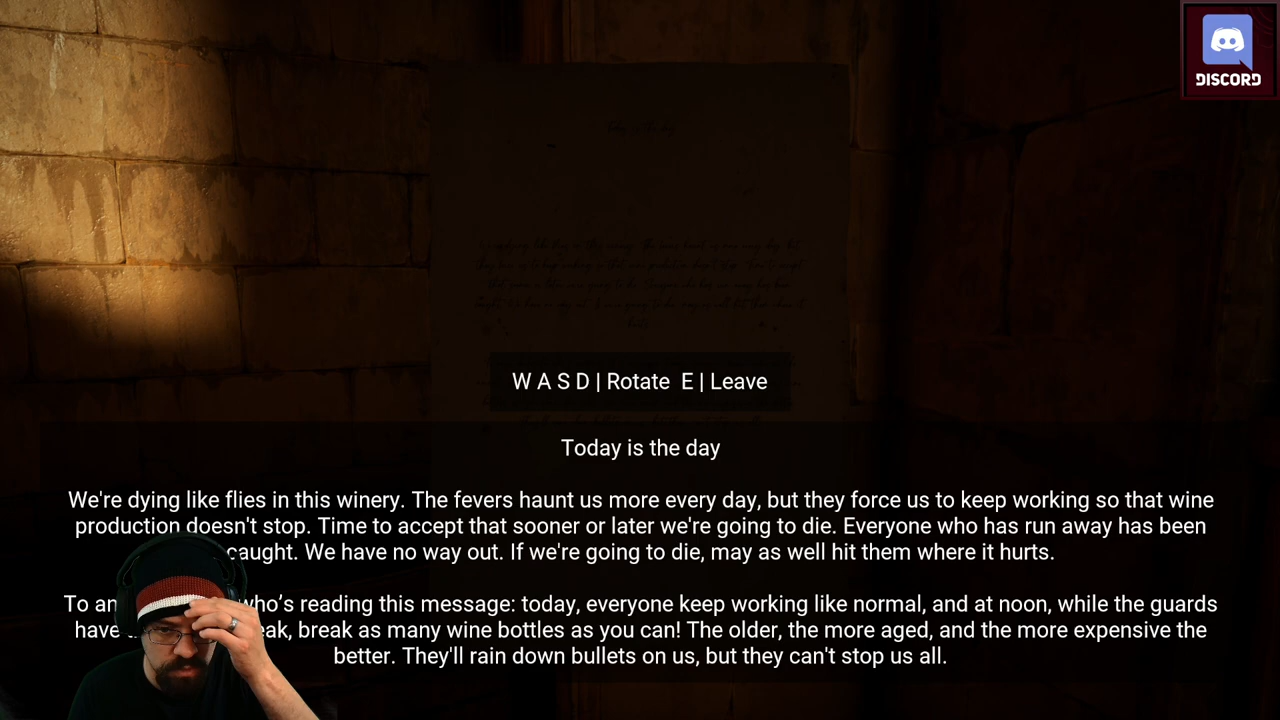 DISCORD
W A S D | Rotate E | Leave
Today is the day
We're dying like flies in this winery. The fevers haunt us more every day, but they force us to keep working so that wine
production doesn't stop. Time to accept that sooner or later we're going to die. Everyone who has run away has been
caught. We have no way out. If we're going to die, may as well hit them where it hurts.
To who's reading this message: today, everyone keep working like normal, and at noon, while the guards
have break, break as many wine bottles as you can! The older, the more aged, and the more expensive the
better. They'll rain down bullets on us, but they can't stop us all.